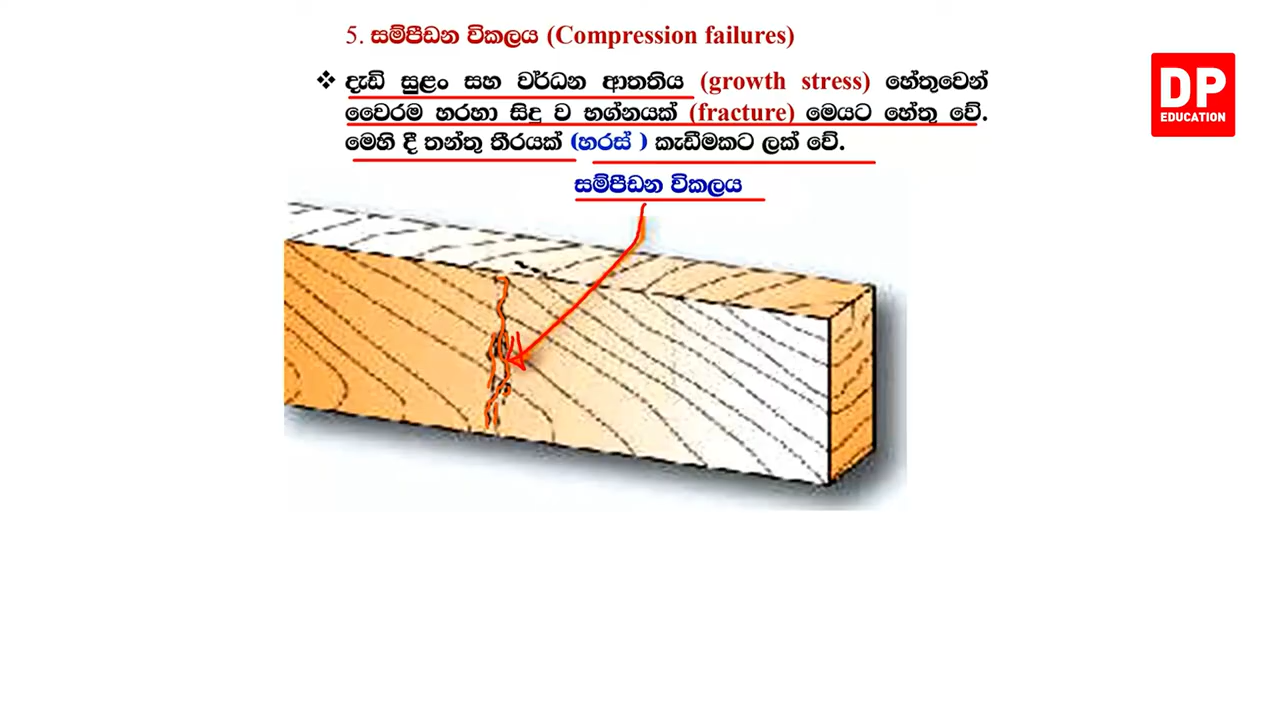 5. සම්පීඩන විකලය (Compression failures)
❖ දැඩි සුළං සහ වර්ධන ආතතිය (growth stress) හේතුවෙන්
වෛරම හරහා සිදු ව භග්නයක් (fracture) මෙයට හේතු වේ.
මෙහි දී තන්තු තීරයක් (හරස් ) කැඩීමකට ලක් වේ.
සම්පීඩන විකලය
DP
EDUCATION